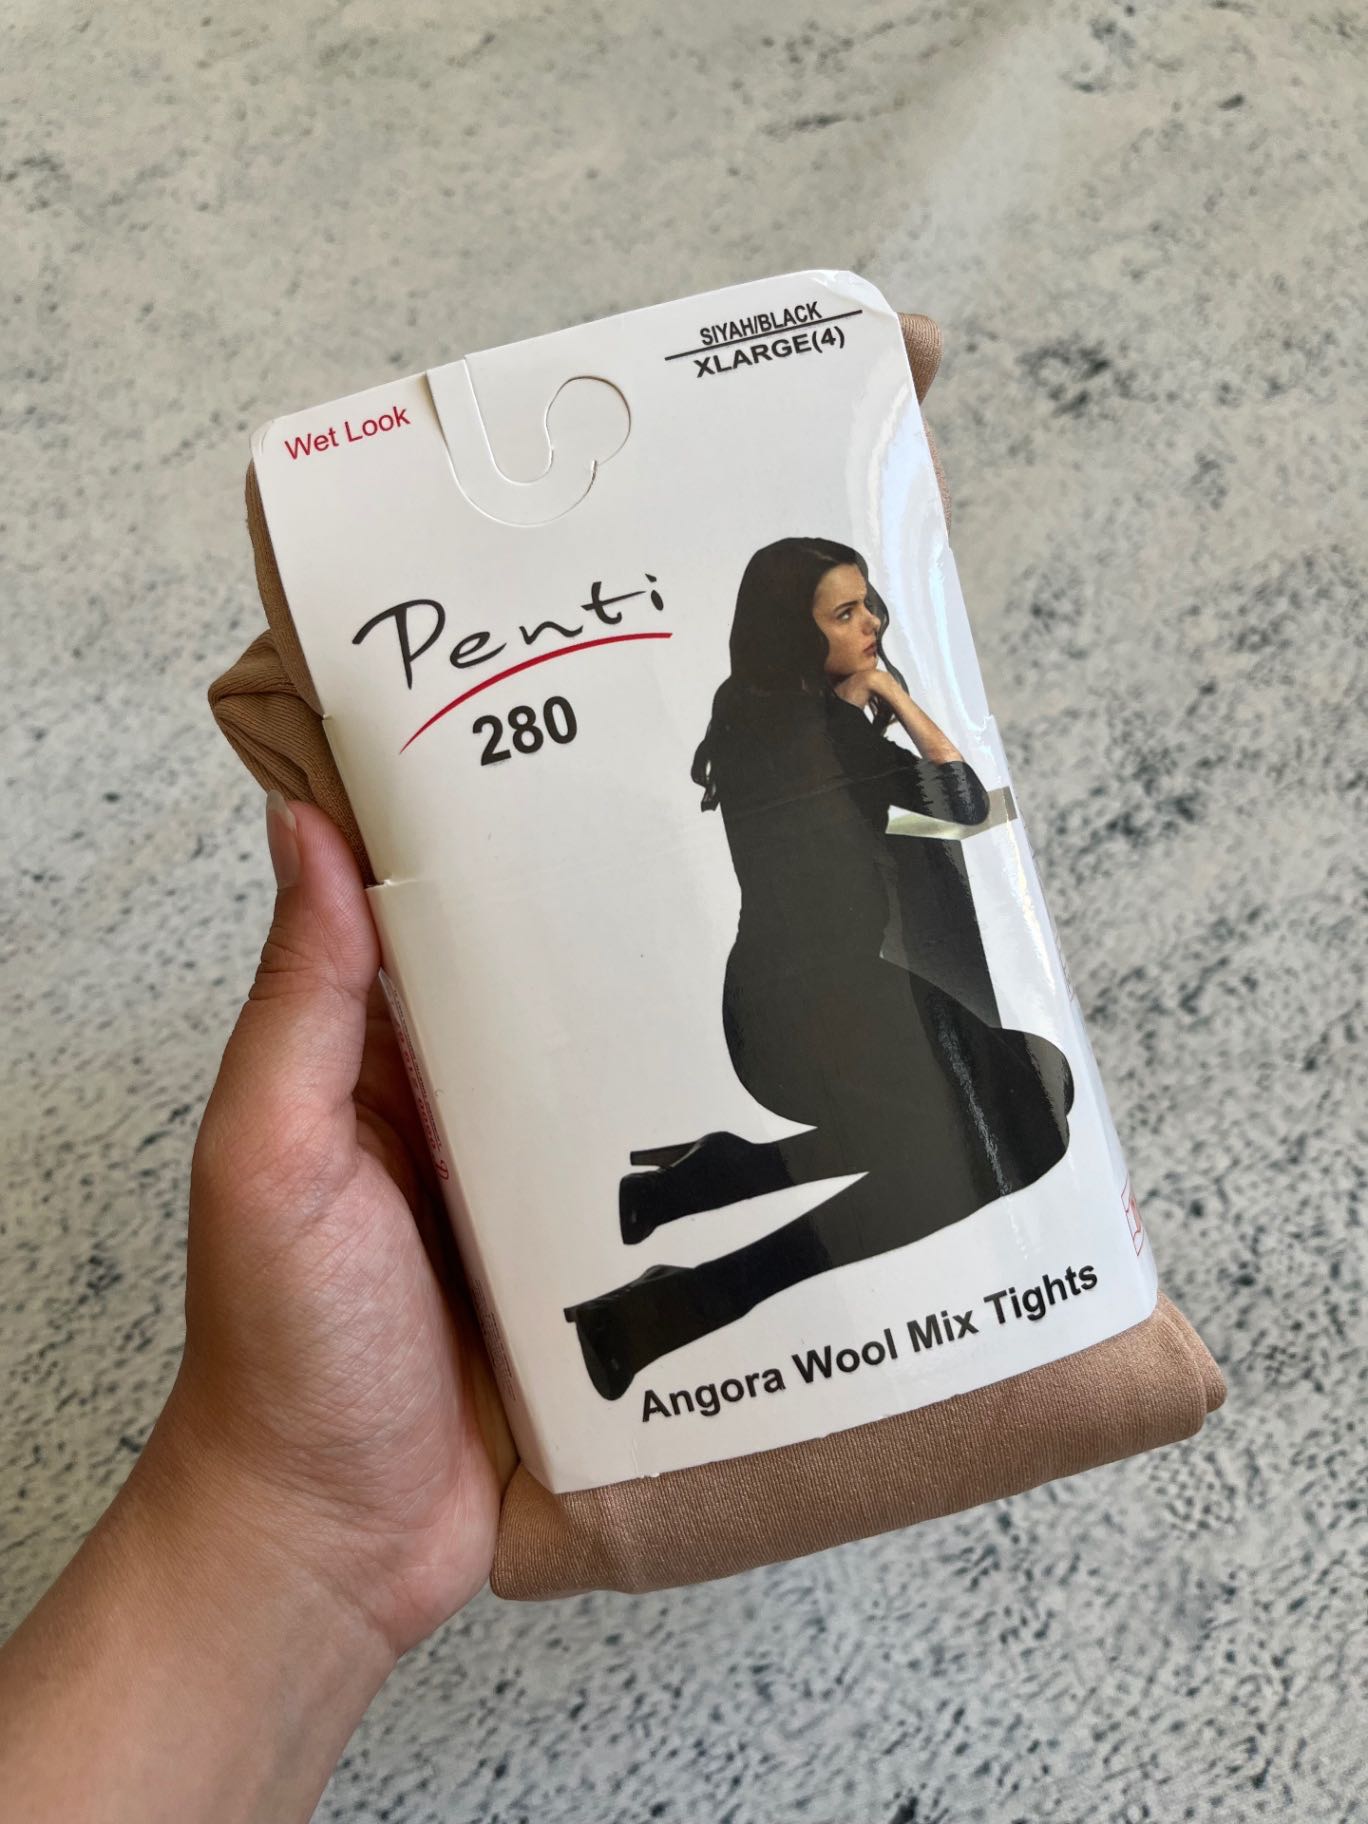 SIYAH/BLACK
XLARGE(4)
Wet Look
Penti
280
Angora Wool Mix Tights